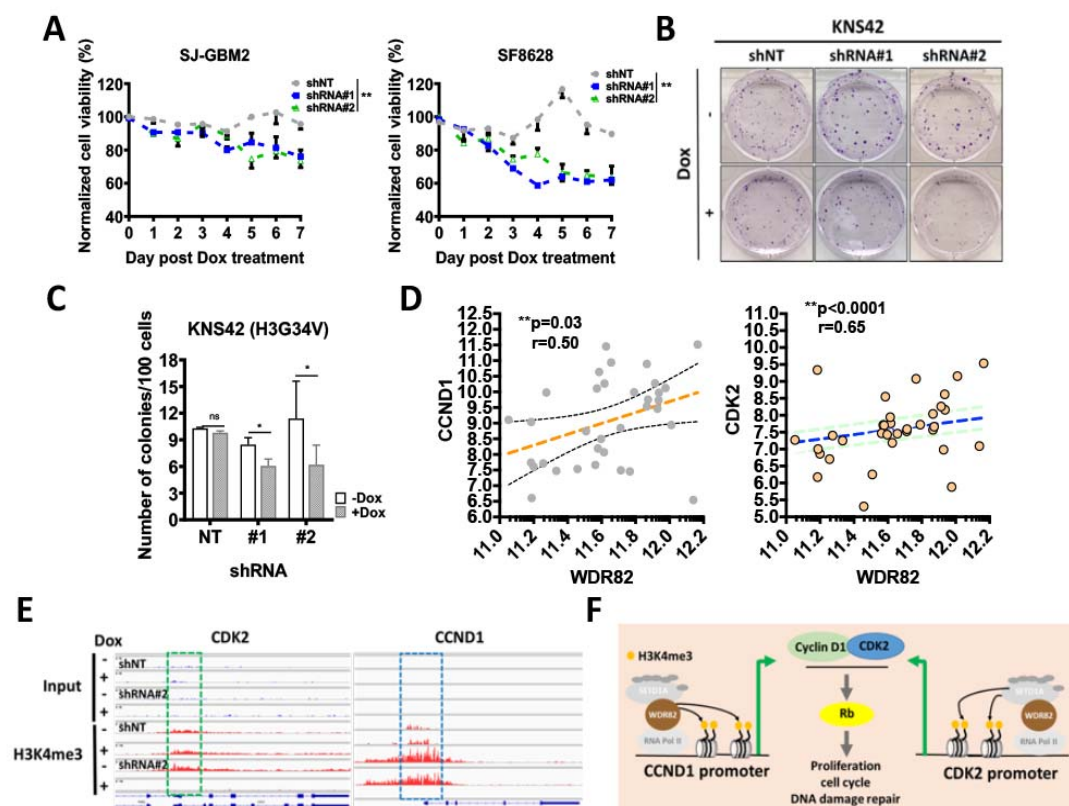 A
SJ-GBM2
Normalized cell viability (%)
120
100
80
60
40
0 1 2 3 4 5 6 7
Day post Dox treatment
shNT
shRNA#1
shRNA#2
**
SF8628
Normalized cell viability (%)
120
100
80
60
40
0 1 2 3 4 5 6 7
Day post Dox treatment
shNT
shRNA#1
shRNA#2
**
B
KNS42
shNT shRNA#1 shRNA#2
Dox
-
+
C
KNS42 (H3G34V)
Number of colonies/100 cells
18
15
12
9
6
3
0
ns
*
*
NT #1 #2
shRNA
-Dox
+Dox
D
**p=0.03
r=0.50
CCND1
12.5
12.0
11.5
11.0
10.5
10.0
9.5
9.0
8.5
8.0
7.5
7.0
6.5
6.0
11.0 11.2 11.4 11.6 11.8 12.0 12.2
WDR82
**p<0.0001
r=0.65
CDK2
11.0
10.5
10.0
9.5
9.0
8.5
8.0
7.5
7.0
6.5
6.0
5.5
5.0
11.0 11.2 11.4 11.6 11.8 12.0 12.2
WDR82
E
Dox CDK2 CCND1
Input
- shNT
+
- shRNA#2
+
H3K4me3
- shNT
+
- shRNA#2
+
F
H3K4me3
Cyclin D1 CDK2
SETD1A
WDR82
RNA Pol II
CCND1 promoter
Rb
Proliferation
cell cycle
DNA damage repair
SETD1A
WDR82
RNA Pol II
CDK2 promoter